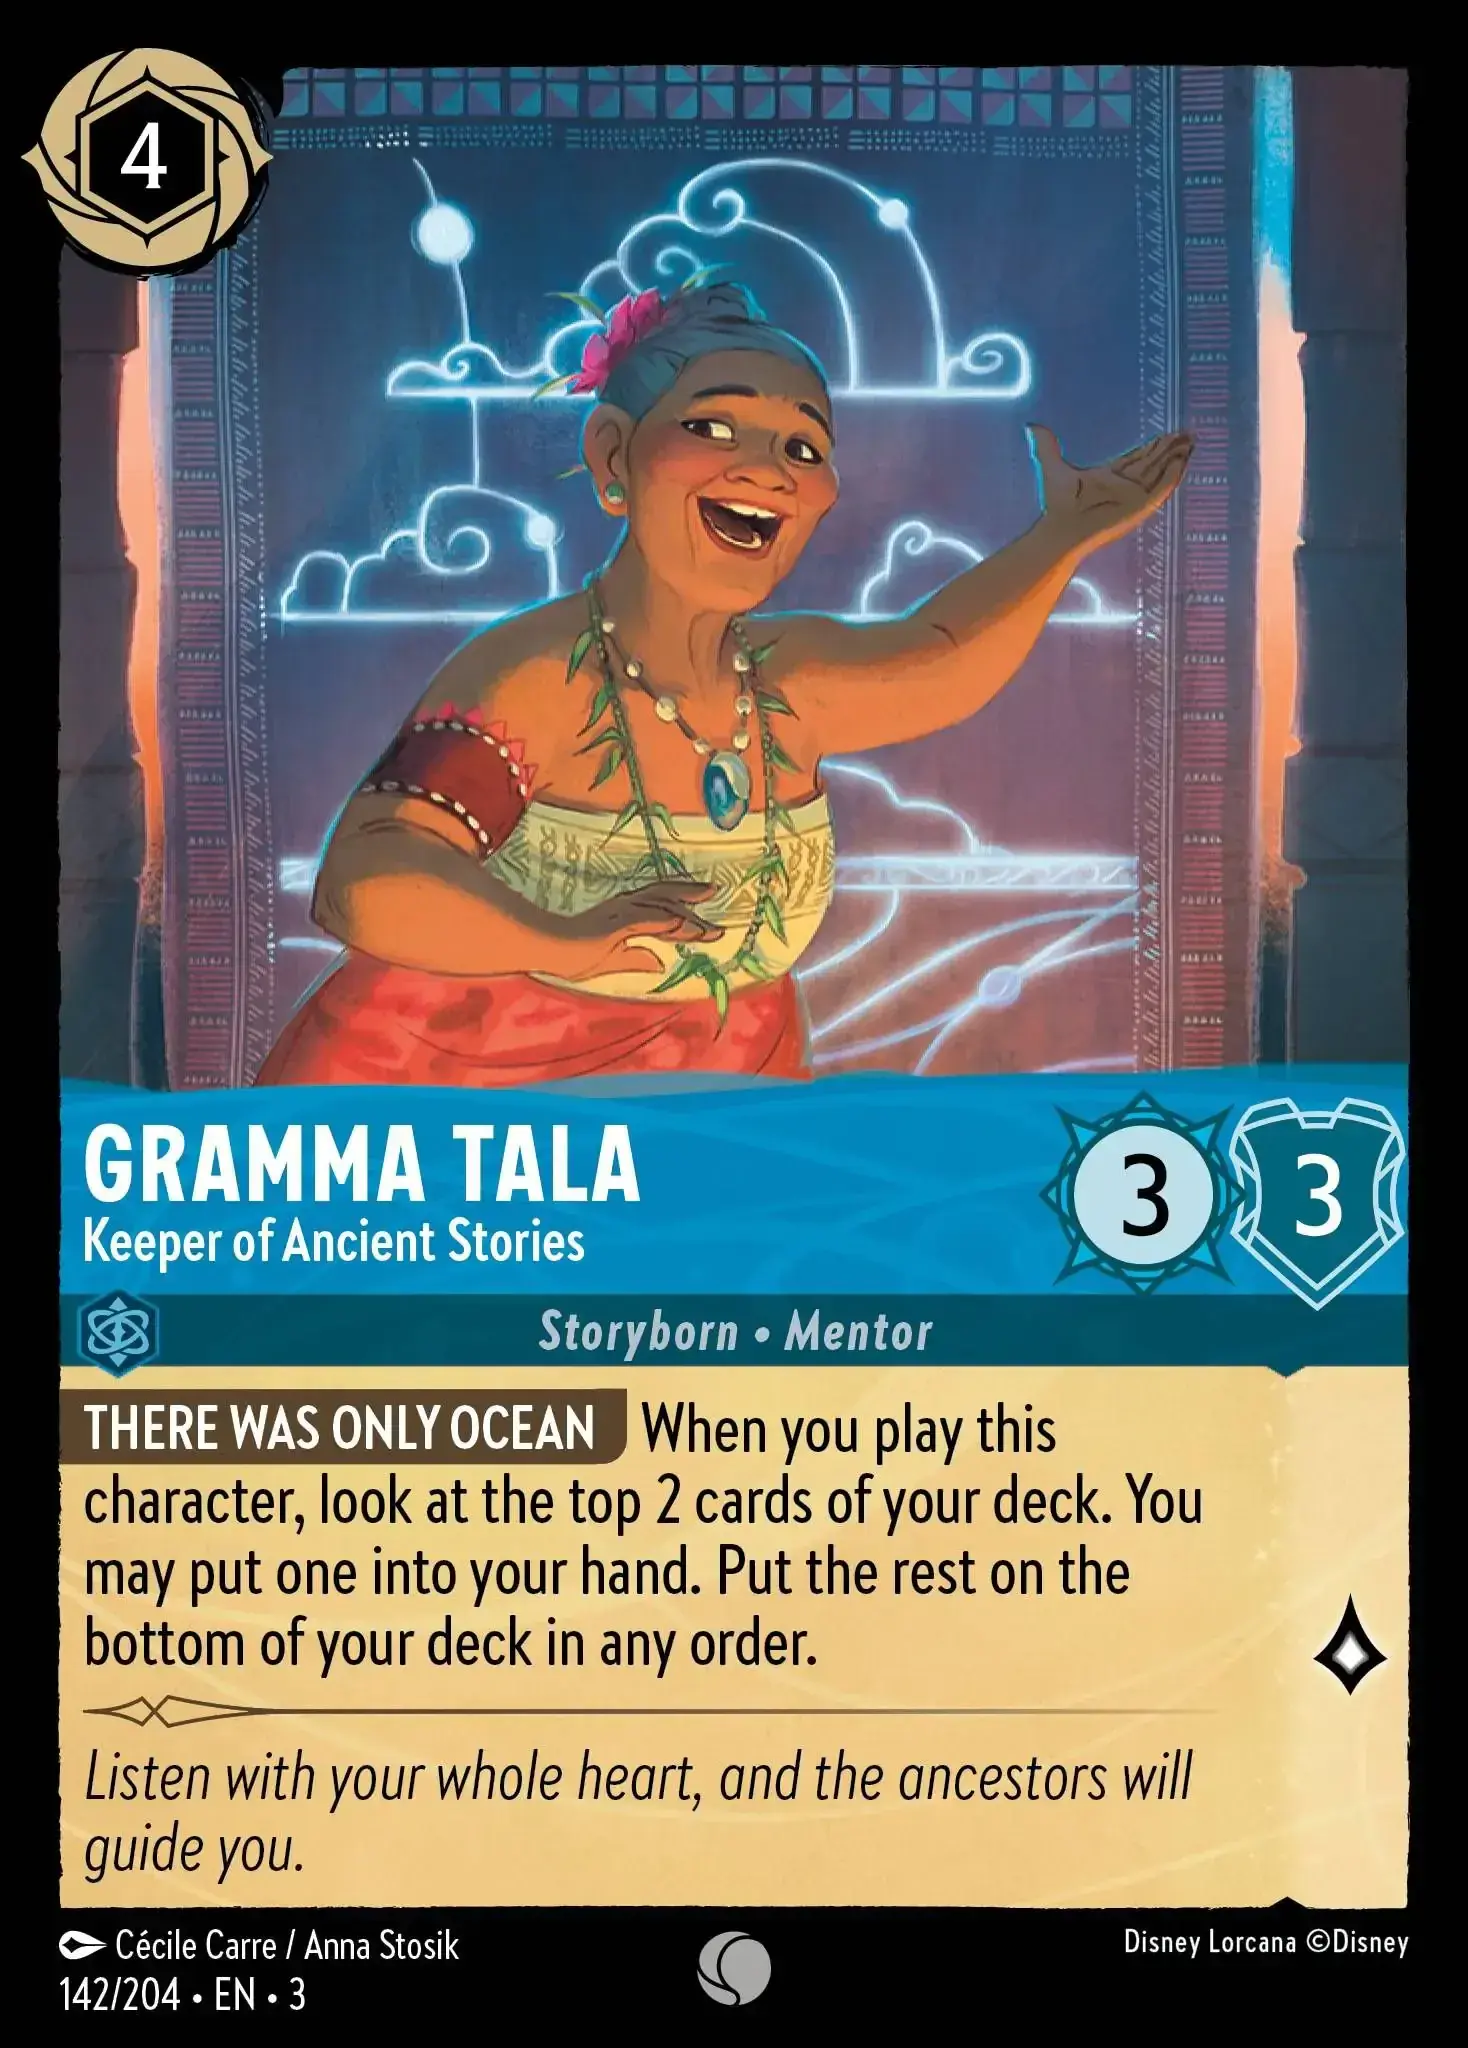 4
GRAMMA TALA
Keeper of Ancient Stories
3
3
Storyborn • Mentor
THERE WAS ONLY OCEAN When you play this
character, look at the top 2 cards of your deck. You
may put one into your hand. Put the rest on the
bottom of your deck in any order.
Listen with your whole heart, and the ancestors will
guide you.
Cécile Carre / Anna Stosik
Disney Lorcana ©Disney
142/204 • EN • 3